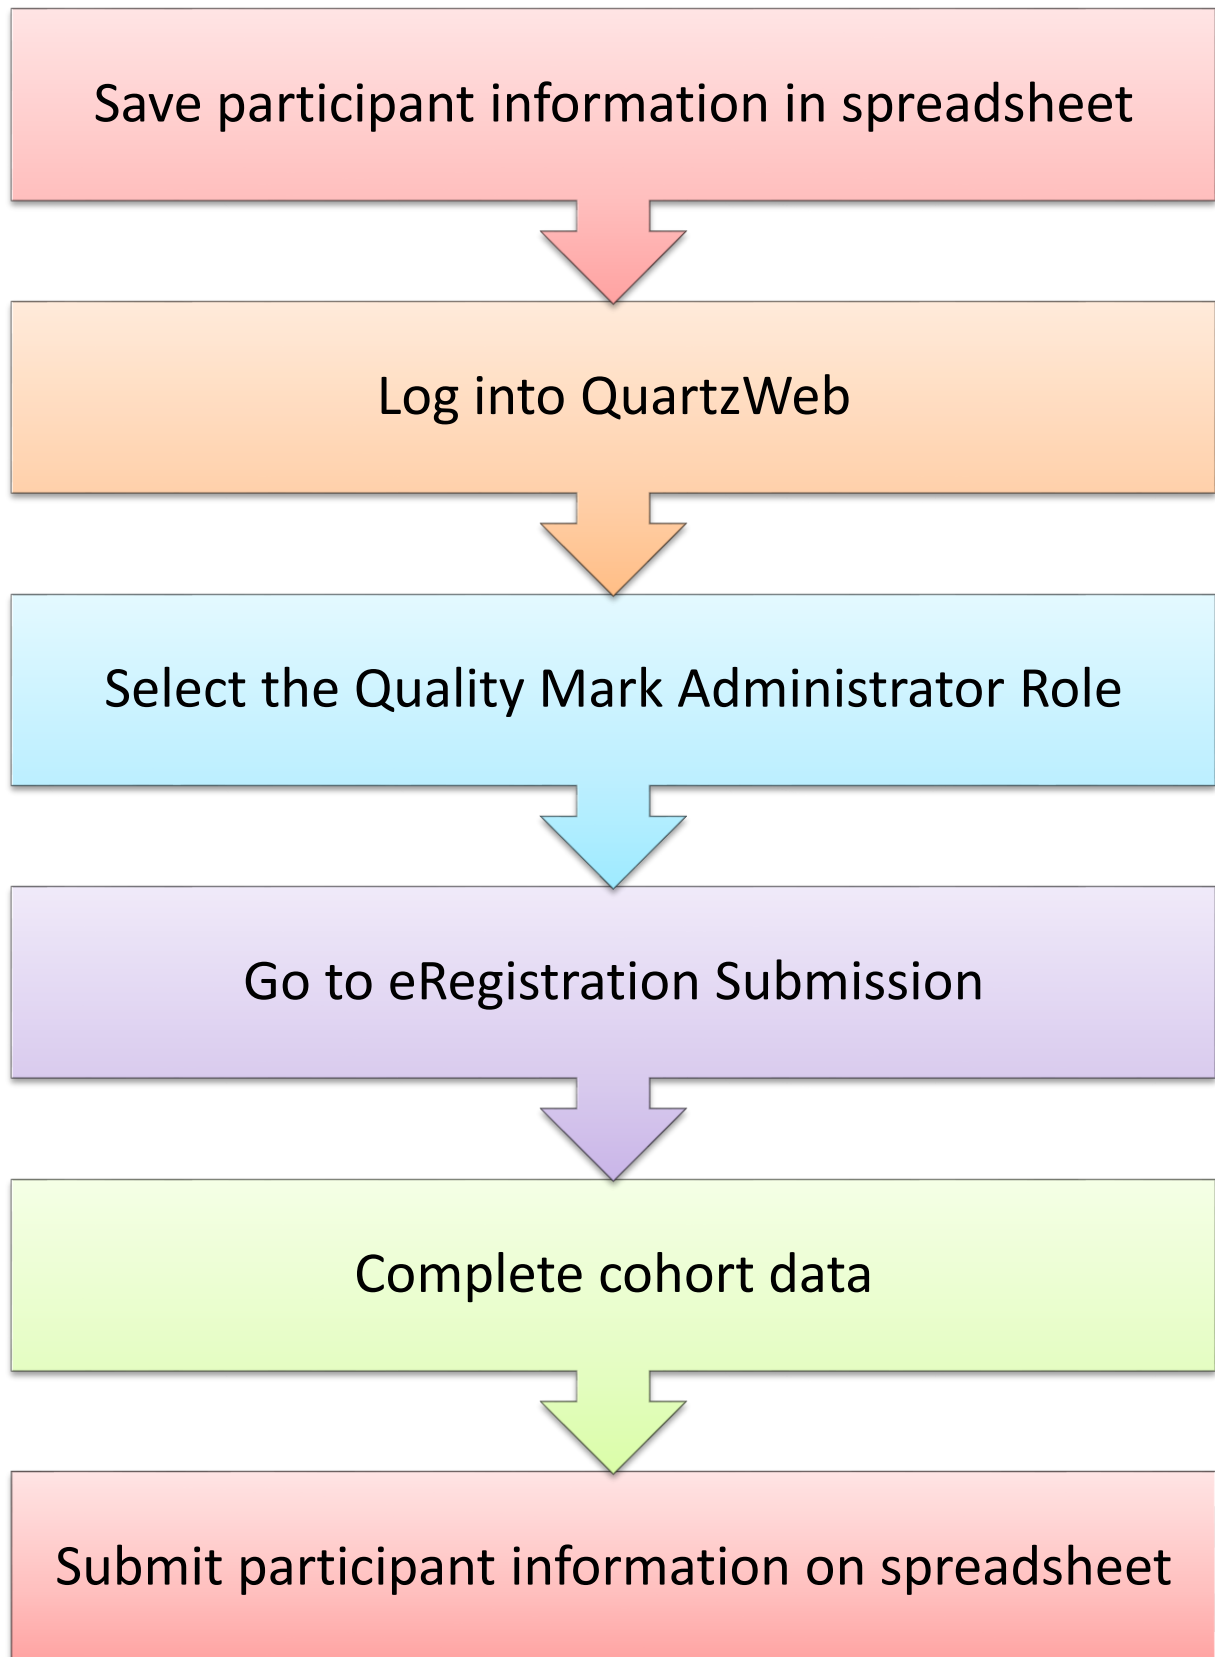 Save participant information in spreadsheet
Log into QuartzWeb
Select the Quality Mark Administrator Role
Go to eRegistration Submission
Complete cohort data
Submit participant information on spreadsheet